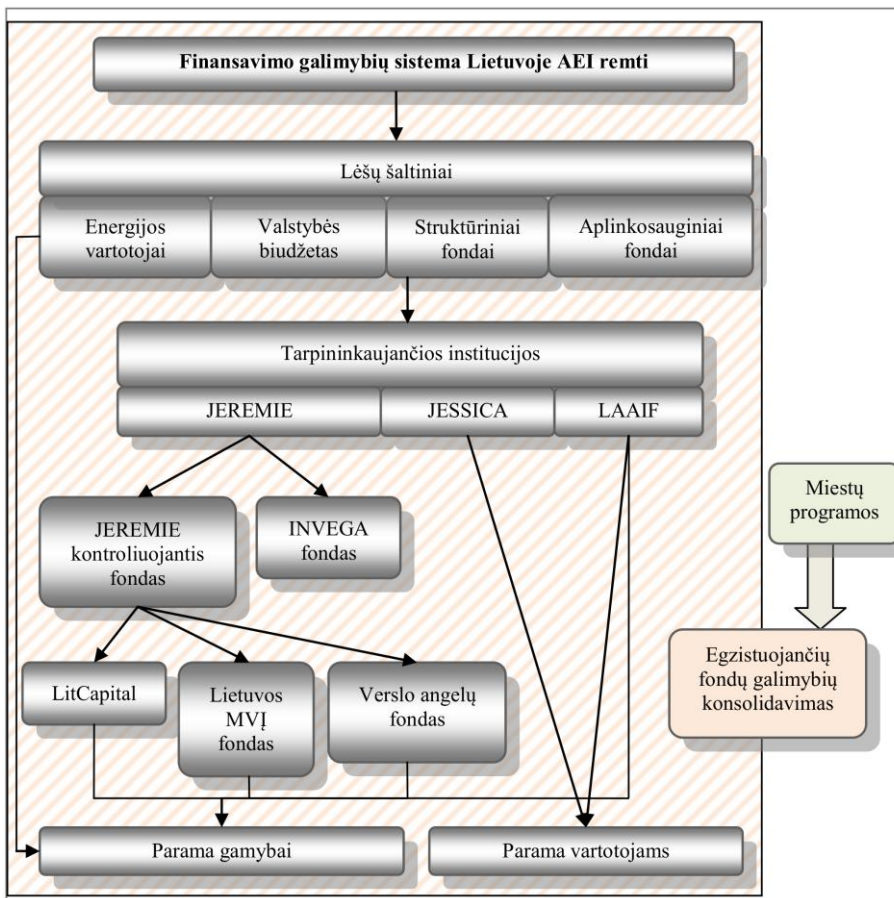 Finansavimo galimybių sistema Lietuvoje AEI remti
Lėšų šaltiniai
Energijos
vartotojai
Valstybės
biudžetas
Struktūriniai
fondai
Aplinkosauginiai
fondai
Tarpininkaujančios institucijos
JEREMIE
JESSICA
LAAIF
JEREMIE
kontroliuojantis
fondas
INVEGA
fondas
Miestų
programos
LitCapital
Lietuvos
MVĮ
fondas
Verslo angelų
fondas
Egzistuojančių
fondų galimybių
konsolidavimas
Parama gamybai
Parama vartotojams